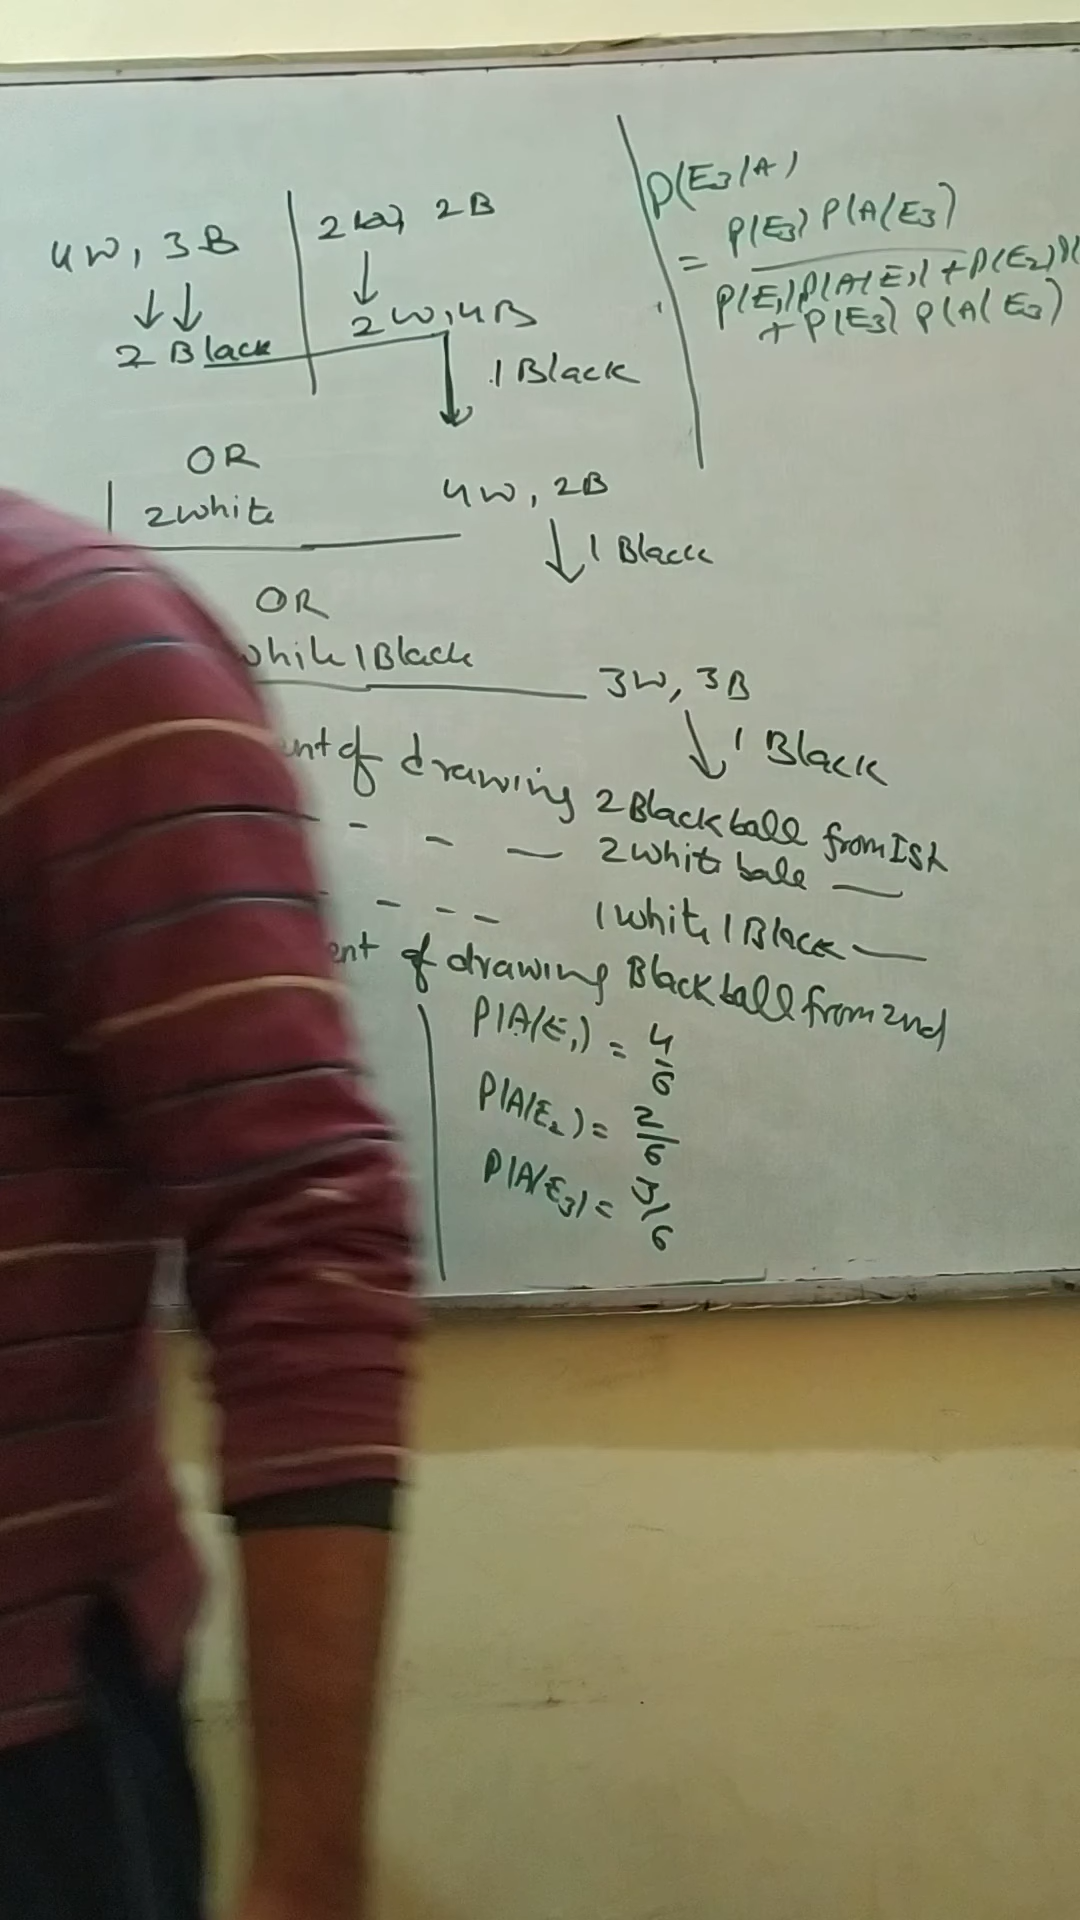 4W, 3B
2 Black
2W, 2B
2W, 4B
1 Black
OR
2 white
4W, 2B
1 Black
OR
white 1 Black
3W, 3B
1 Black
ent of drawing 2 Black ball from Ist
- - - 2 white ball —
- - - 1 white 1 Black —
ent of drawing Black ball from 2nd
P(A/E₁) = 4/6
P(A/E₂) = 2/6
P(A/E₃) = 3/6
P(E₃/A)
= P(E₃) P(A/E₃)
P(E₁) P(A/E₁) + P(E₂) P(
+ P(E₃) P(A/E₃)